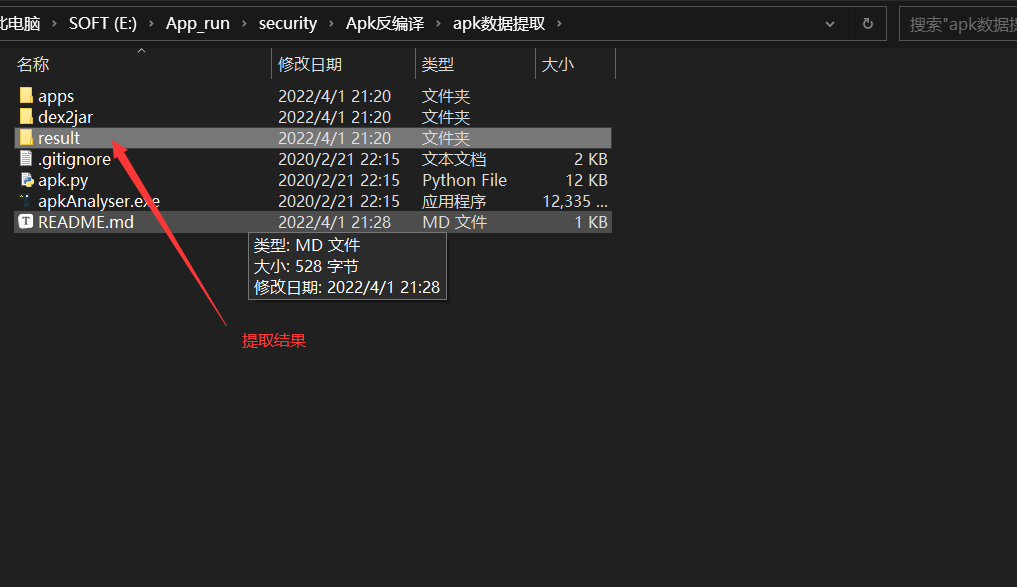 此电脑 › SOFT (E:) › App_run › security › Apk反编译 › apk数据提取 ›
搜索"apk数据提
名称 修改日期 类型 大小
apps 2022/4/1 21:20 文件夹
dex2jar 2022/4/1 21:20 文件夹
result 2022/4/1 21:20 文件夹
.gitignore 2020/2/21 22:15 文本文档 2 KB
apk.py 2020/2/21 22:15 Python File 12 KB
apkAnalyser.exe 2020/2/21 22:15 应用程序 12,335 ...
README.md 2022/4/1 21:28 MD 文件 1 KB
类型: MD 文件
大小: 528 字节
修改日期: 2022/4/1 21:28
提取结果